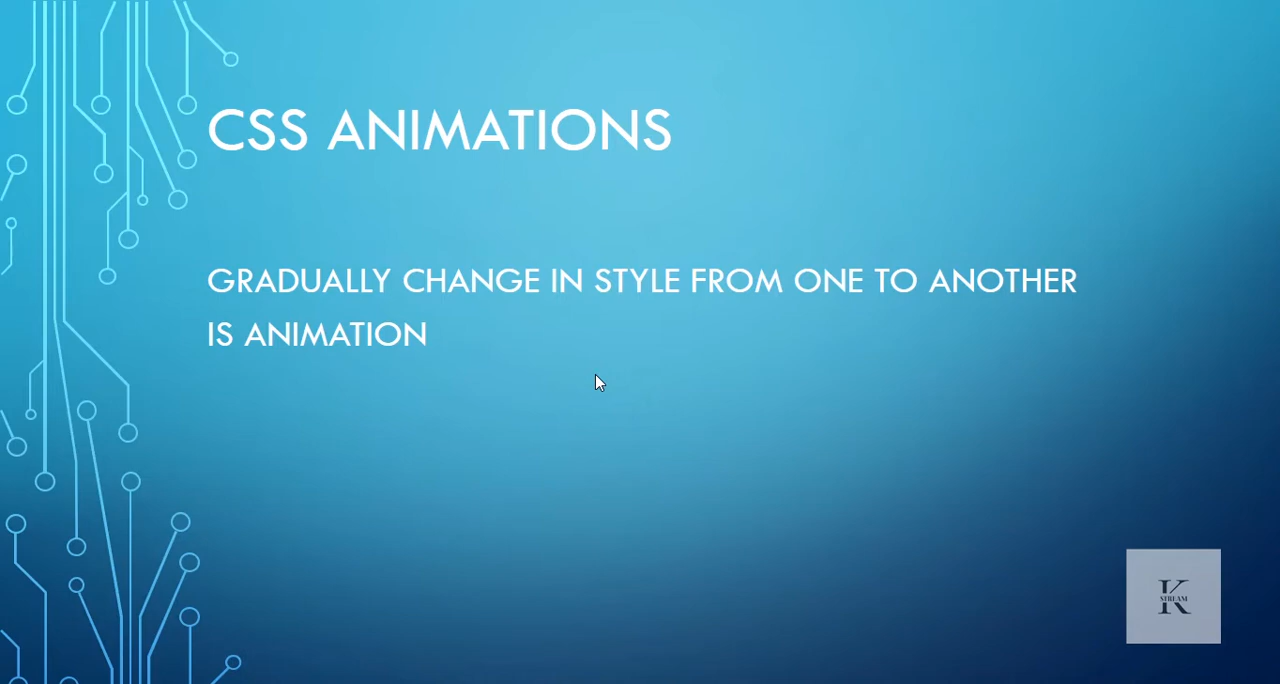 CSS ANIMATIONS
GRADUALLY CHANGE IN STYLE FROM ONE TO ANOTHER
IS ANIMATION
K
STREAM